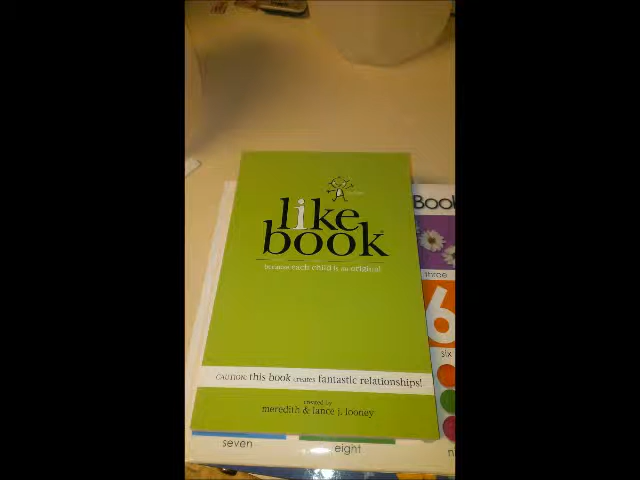 like
book
because each child is an original
CAUTION: this book creates fantastic relationships!
created by
meredith & lance j. looney
Book
three
6
six
seven
eight